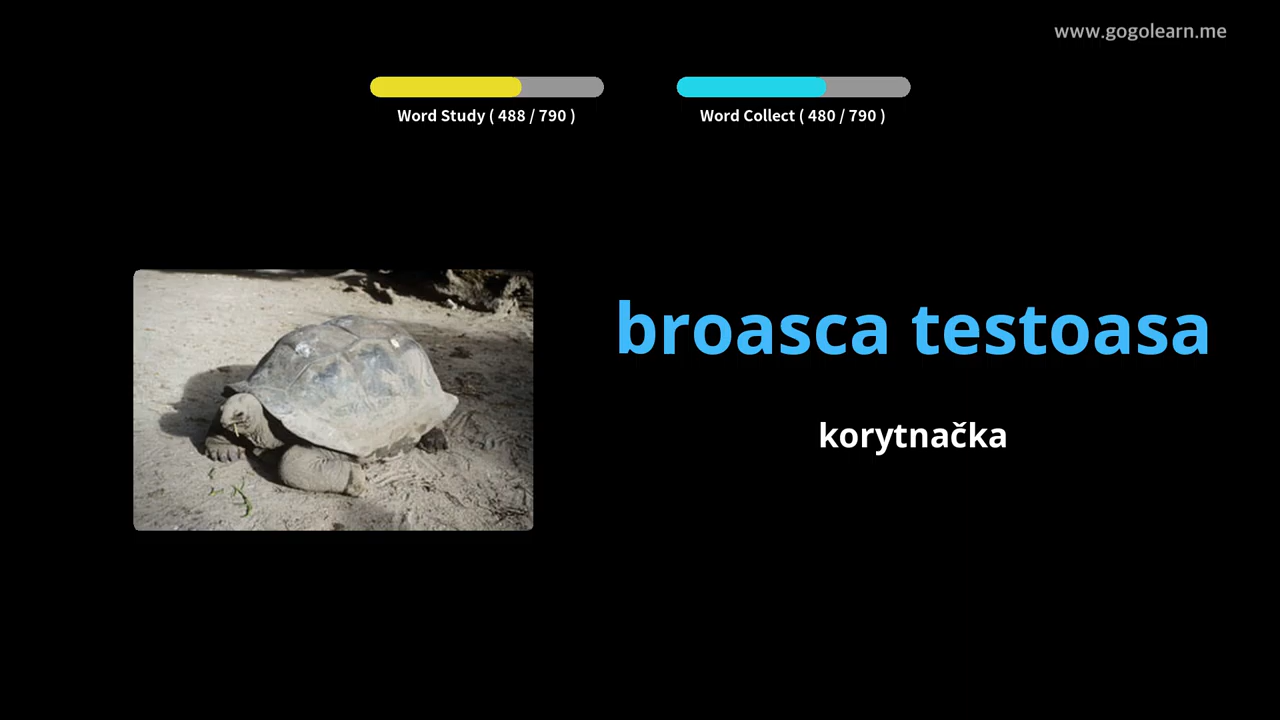 www.gogolearn.me
Word Study ( 488 / 790 )
Word Collect ( 480 / 790 )
broasca testoasa
korytnačka